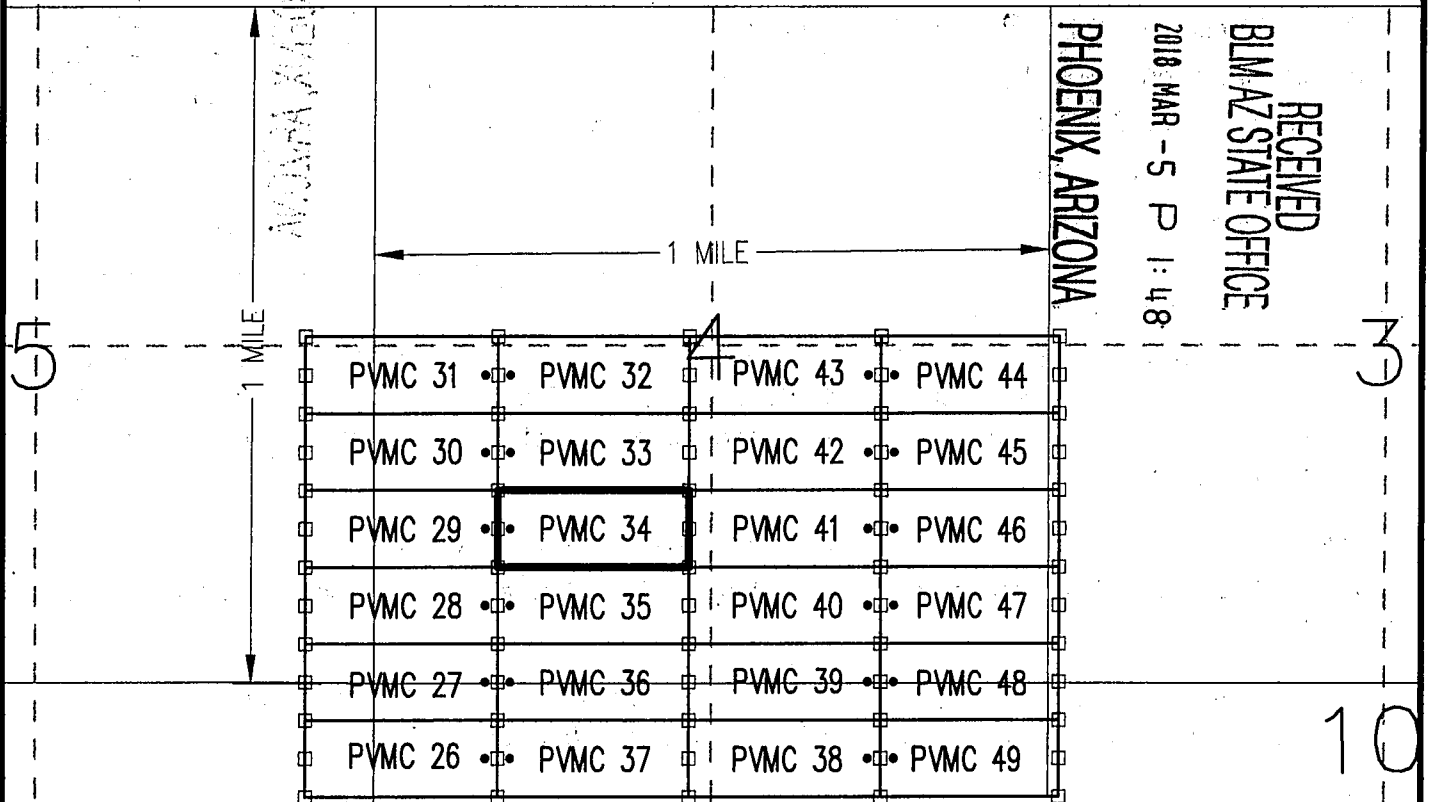 RECEIVED
BLM AZ STATE OFFICE
2018 MAR -5 P 1:48
PHOENIX, ARIZONA
1 MILE
1 MILE
5
4
3
PVMC 31 PVMC 32 PVMC 43 PVMC 44
PVMC 30 PVMC 33 PVMC 42 PVMC 45
PVMC 29 PVMC 34 PVMC 41 PVMC 46
PVMC 28 PVMC 35 PVMC 40 PVMC 47
PVMC 27 PVMC 36 PVMC 39 PVMC 48
PVMC 26 PVMC 37 PVMC 38 PVMC 49
10